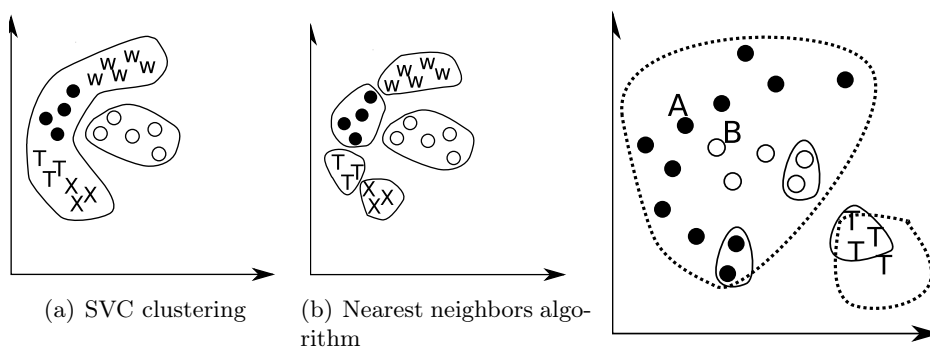 W W W W W
T T T
X X X
(a) SVC clustering
W W W W W
T T T
X X X
(b) Nearest neighbors algo-
rithm
A
B
T T
T T